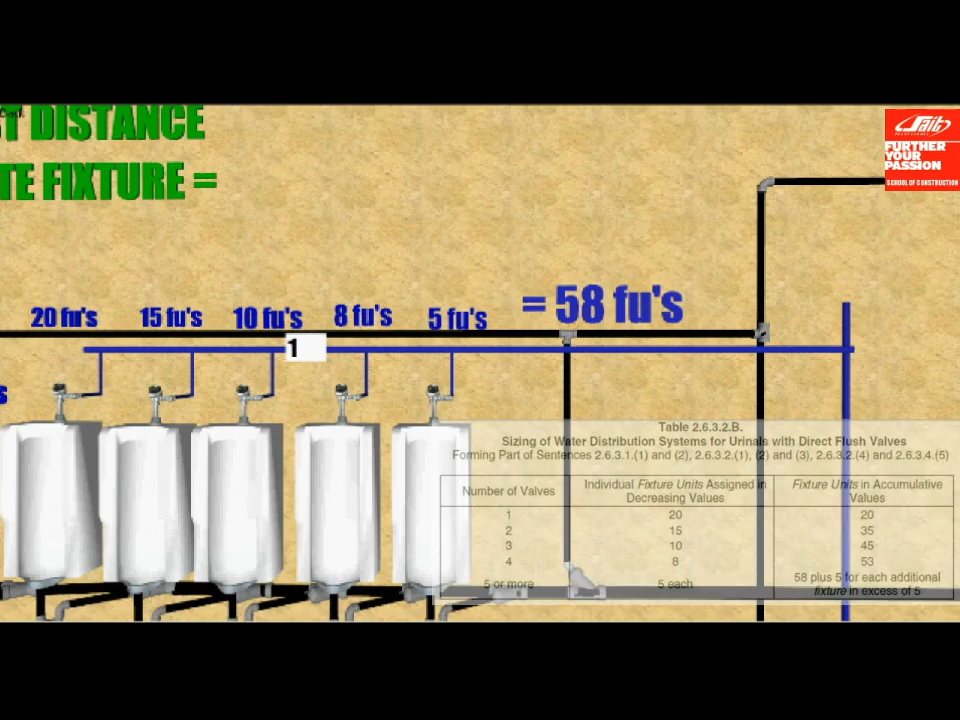 T DISTANCE
TE FIXTURE =
Sait
FURTHER
YOUR
PASSION
SCHOOL OF CONSTRUCTION
= 58 fu's
20 fu's 15 fu's 10 fu's 8 fu's 5 fu's
1
s
Table 2.6.3.2.B.
Sizing of Water Distribution Systems for Urinals with Direct Flush Valves
Forming Part of Sentences 2.6.3.1.(1) and (2), 2.6.3.2.(1), (2) and (3), 2.6.3.2.(4) and 2.6.3.4.(5)
Number of Valves Individual Fixture Units Assigned in Decreasing Values Fixture Units in Accumulative Values
1 20 20
2 15 35
3 10 45
4 8 53
5 or more 5 each 58 plus 5 for each additional fixture in excess of 5